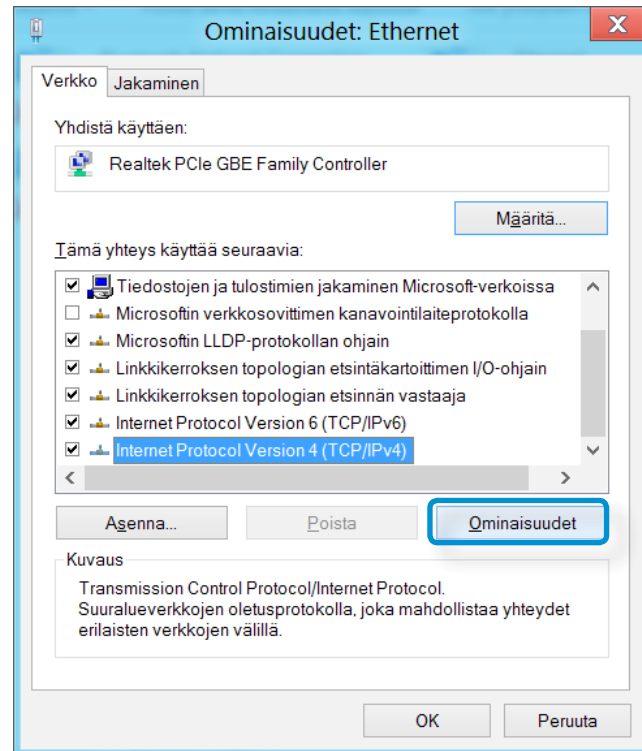 Ominaisuudet: Ethernet
X
Verkko Jakaminen
Yhdistä käyttäen:
Realtek PCIe GBE Family Controller
Määritä...
Tämä yhteys käyttää seuraavia:
Tiedostojen ja tulostimien jakaminen Microsoft-verkoissa
Microsoftin verkkosovittimen kanavointilaiteprotokolla
Microsoftin LLDP-protokollan ohjain
Linkkikerroksen topologian etsintäkartoittimen I/O-ohjain
Linkkikerroksen topologian etsinnän vastaaja
Internet Protocol Version 6 (TCP/IPv6)
Internet Protocol Version 4 (TCP/IPv4)
Asenna... Poista Ominaisuudet
Kuvaus
Transmission Control Protocol/Internet Protocol.
Suuralueverkkojen oletusprotokolla, joka mahdollistaa yhteydet
erilaisten verkkojen välillä.
OK Peruuta